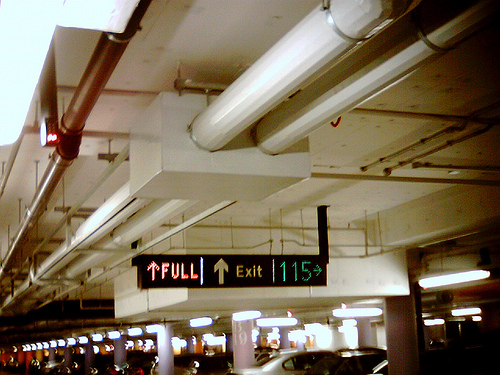 ↑FULL ↑ Exit 115→